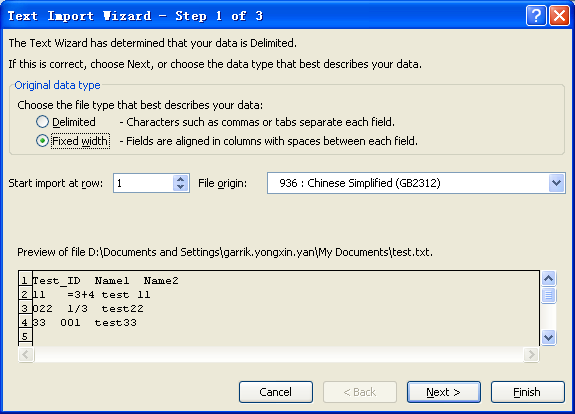 Text Import Wizard - Step 1 of 3
The Text Wizard has determined that your data is Delimited.
If this is correct, choose Next, or choose the data type that best describes your data.
Original data type
Choose the file type that best describes your data:
Delimited - Characters such as commas or tabs separate each field.
Fixed width - Fields are aligned in columns with spaces between each field.
Start import at row: 1 File origin: 936 : Chinese Simplified (GB2312)
Preview of file D:\Documents and Settings\garrik.yongxin.yan\My Documents\test.txt.
1 Test_ID Name1 Name2
2 11 =3+4 test 11
3 022 1/3 test22
4 33 001 test33
5
Cancel < Back Next > Finish